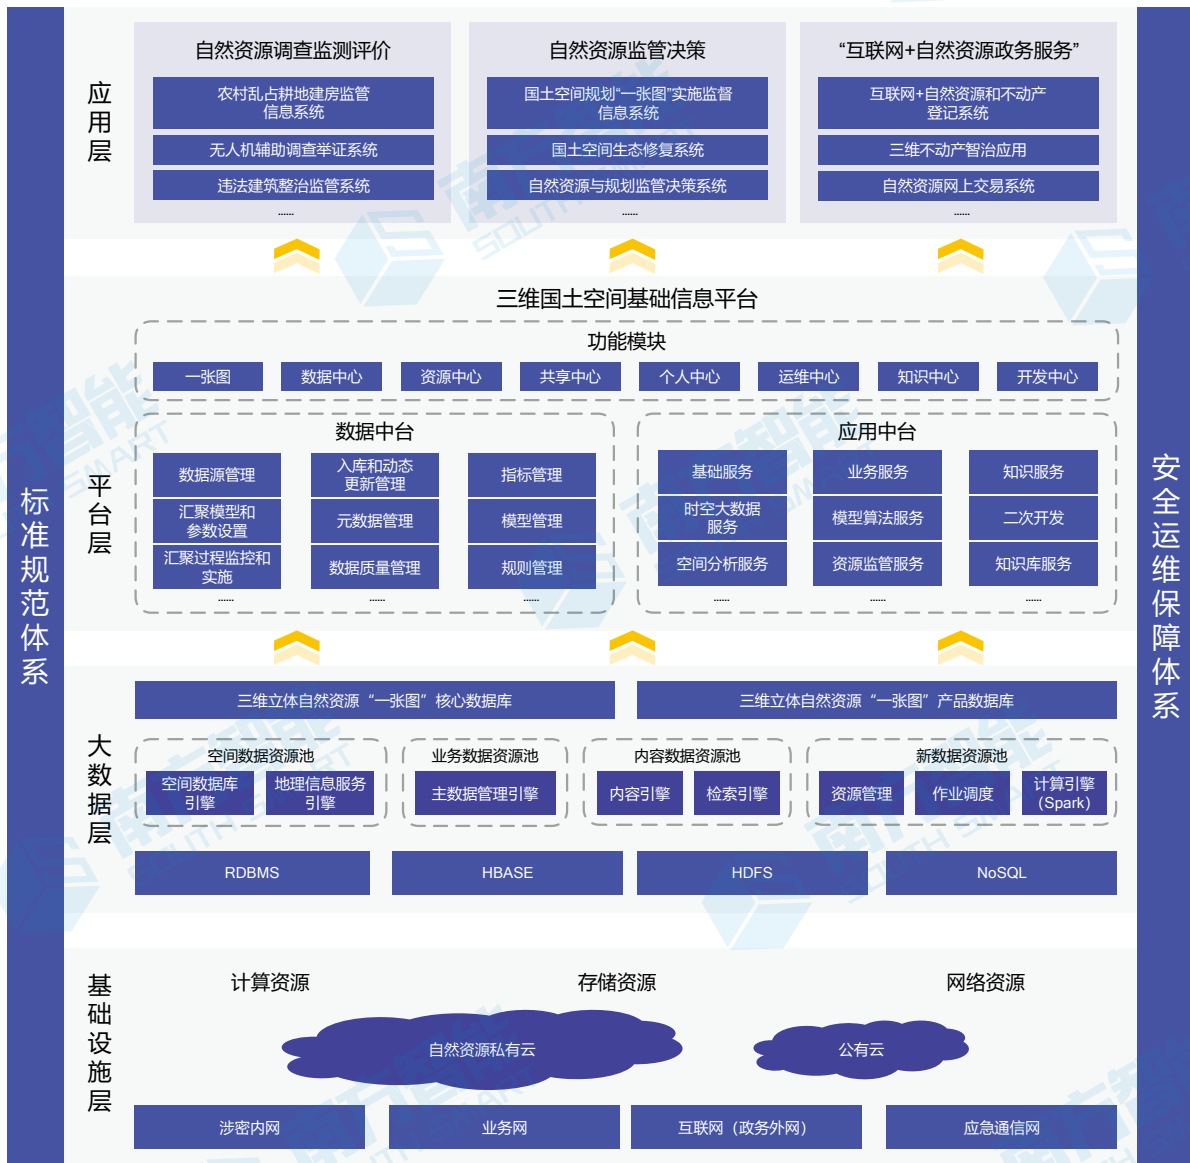 标准规范体系
安全运维保障体系
应用层
自然资源调查监测评价
农村乱占耕地建房监管
信息系统
无人机辅助调查举证系统
违法建筑整治监管系统
......
自然资源监管决策
国土空间规划“一张图”实施监督
信息系统
国土空间生态修复系统
自然资源与规划监管决策系统
......
“互联网+自然资源政务服务”
互联网+自然资源和不动产
登记系统
三维不动产智治应用
自然资源网上交易系统
......
平台层
三维国土空间基础信息平台
功能模块
一张图
数据中心
资源中心
共享中心
个人中心
运维中心
知识中心
开发中心
数据中台
数据源管理
入库和动态
更新管理
指标管理
汇聚模型和
参数设置
元数据管理
模型管理
汇聚过程监控和
实施
数据质量管理
规则管理
......
......
......
应用中台
基础服务
业务服务
知识服务
时空大数据
服务
模型算法服务
二次开发
空间分析服务
资源监管服务
知识库服务
......
......
......
大数据层
三维立体自然资源“一张图”核心数据库
三维立体自然资源“一张图”产品数据库
空间数据资源池
空间数据库
引擎
地理信息服务
引擎
业务数据资源池
主数据管理引擎
内容数据资源池
内容引擎
检索引擎
新数据资源池
资源管理
作业调度
计算引擎
（Spark）
RDBMS
HBASE
HDFS
NoSQL
基础设施层
计算资源
存储资源
网络资源
自然资源私有云
公有云
涉密内网
业务网
互联网（政务外网）
应急通信网
南方智能
SOUTH SMART